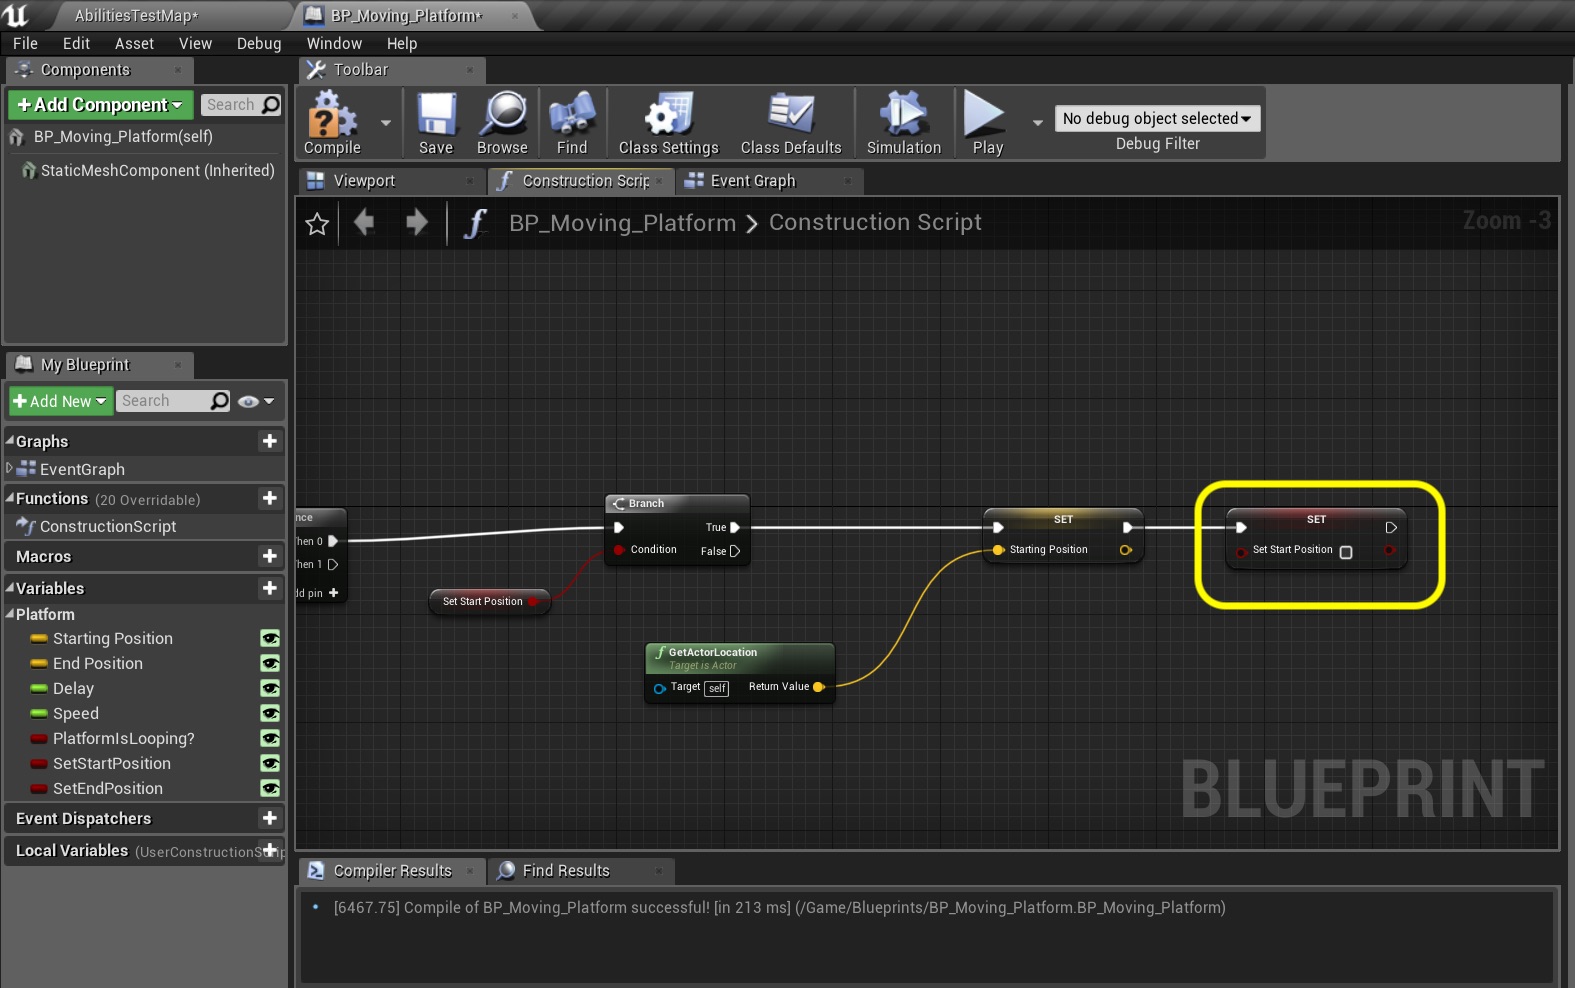 AbilitiesTestMap*
BP_Moving_Platform*
File Edit Asset View Debug Window Help
Components
Toolbar
Add Component
Search
BP_Moving_Platform(self)
StaticMeshComponent (Inherited)
Compile
Save
Browse
Find
Class Settings
Class Defaults
Simulation
Play
No debug object selected
Debug Filter
Viewport
Construction Scrip
Event Graph
BP_Moving_Platform > Construction Script
Zoom -3
My Blueprint
Add New
Search
Graphs
EventGraph
Functions (20 Overridable)
ConstructionScript
Macros
Variables
Platform
Starting Position
End Position
Delay
Speed
PlatformIsLooping?
SetStartPosition
SetEndPosition
Event Dispatchers
Local Variables (UserConstructionScrip
nce
hen 0
hen 1
dd pin
Branch
True
Condition
False
Set Start Position
GetActorLocation
Target is Actor
Target self
Return Value
SET
Starting Position
SET
Set Start Position
BLUEPRINT
Compiler Results
Find Results
[6467.75] Compile of BP_Moving_Platform successful! [in 213 ms] (/Game/Blueprints/BP_Moving_Platform.BP_Moving_Platform)